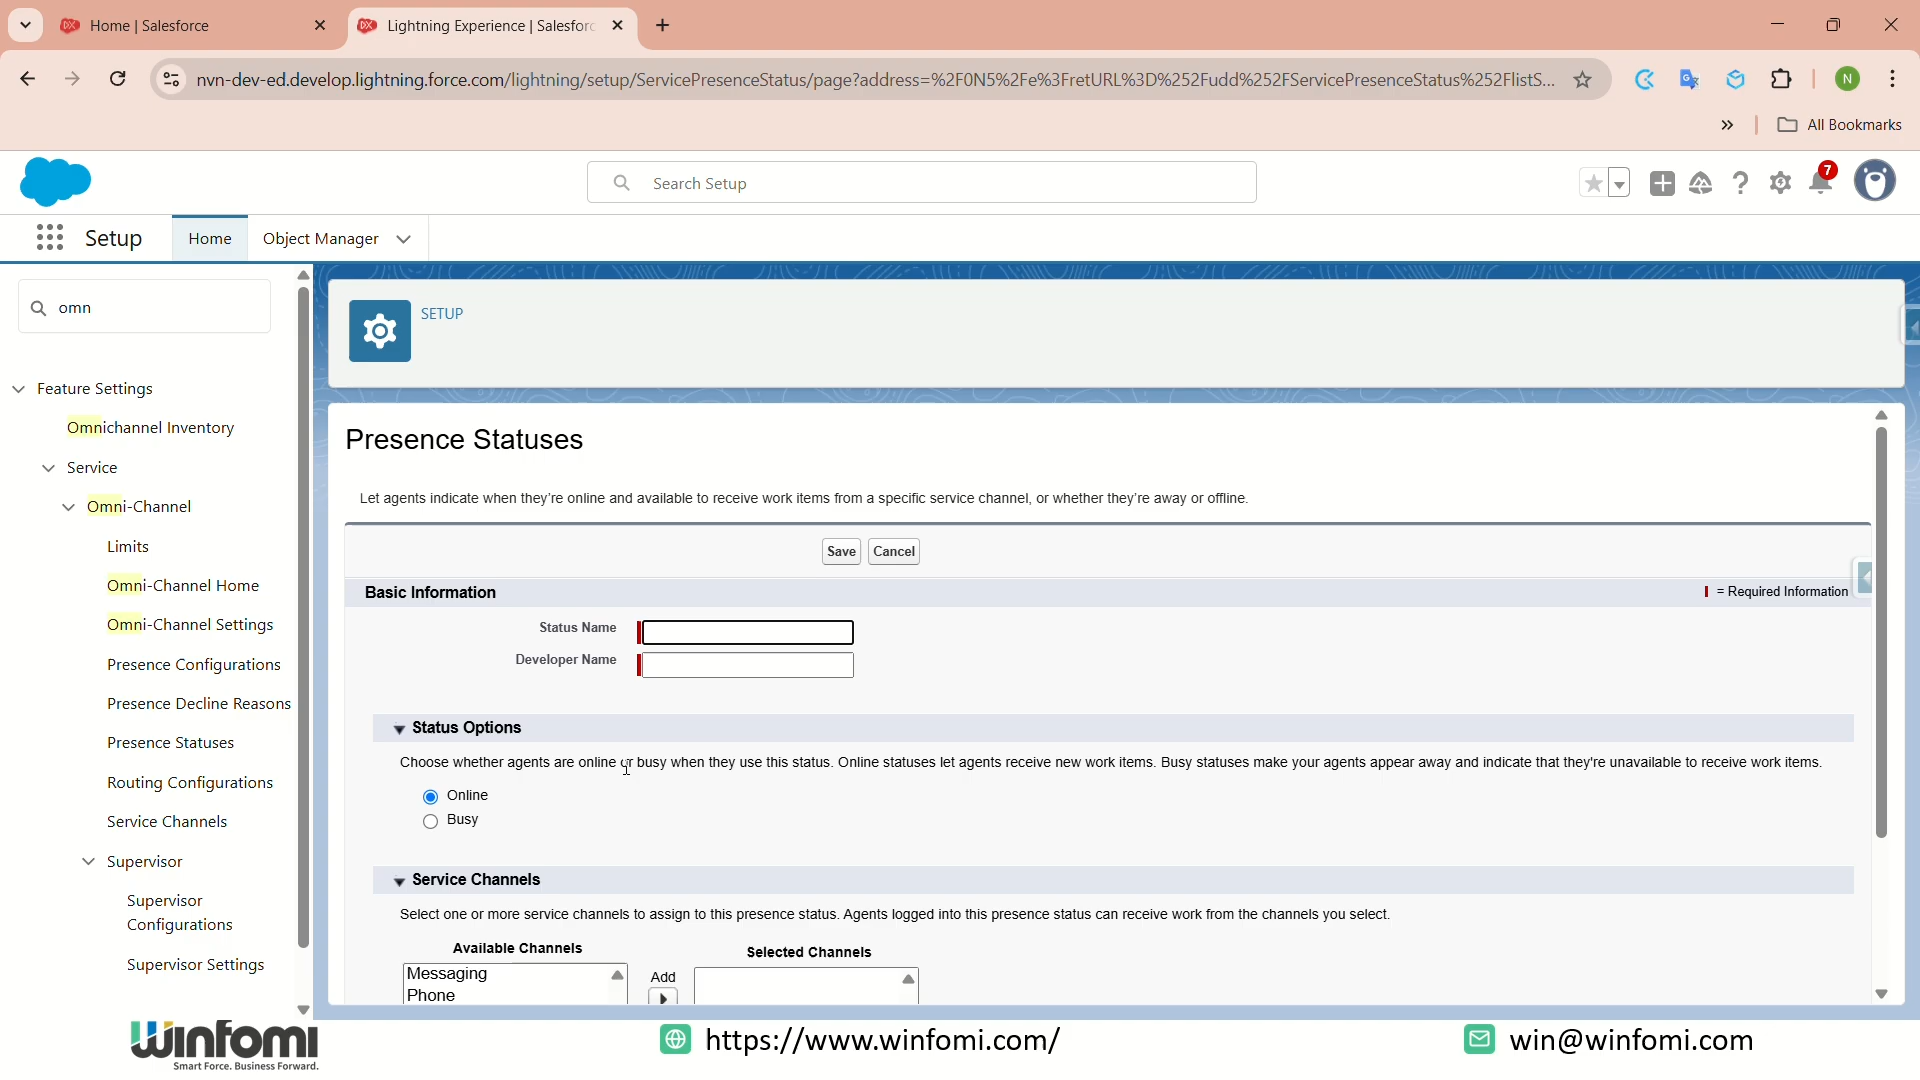 Home | Salesforce
Lightning Experience | Salesforc
nvn-dev-ed.develop.lightning.force.com/lightning/setup/ServicePresenceStatus/page?address=%2F0N5%2Fe%3FretURL%3D%252Fudd%252FServicePresenceStatus%252FlistS...
N
All Bookmarks
Search Setup
7
Setup
Home
Object Manager
omn
Feature Settings
Omnichannel Inventory
Service
Omni-Channel
Limits
Omni-Channel Home
Omni-Channel Settings
Presence Configurations
Presence Decline Reasons
Presence Statuses
Routing Configurations
Service Channels
Supervisor
Supervisor
Configurations
Supervisor Settings
SETUP
Presence Statuses
Let agents indicate when they're online and available to receive work items from a specific service channel, or whether they're away or offline.
Save
Cancel
Basic Information
= Required Information
Status Name
Developer Name
Status Options
Choose whether agents are online or busy when they use this status. Online statuses let agents receive new work items. Busy statuses make your agents appear away and indicate that they're unavailable to receive work items.
Online
Busy
Service Channels
Select one or more service channels to assign to this presence status. Agents logged into this presence status can receive work from the channels you select.
Available Channels
Selected Channels
Messaging
Phone
Add
Winfomi
Smart Force. Business Forward.
https://www.winfomi.com/
win@winfomi.com